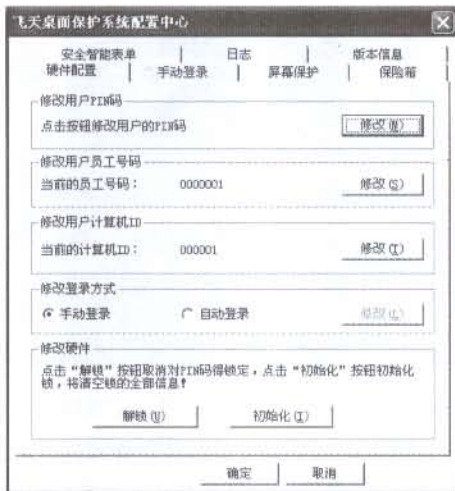 飞天桌面保护系统配置中心
安全智能表单 日志 版本信息
硬件配置 手动登录 屏幕保护 保险箱
修改用户PIN码
点击按钮修改用户的PIN码 修改(N)
修改用户员工号码
当前的员工号码： 0000001 修改(S)
修改用户计算机ID
当前的计算机ID： 000001 修改(T)
修改登录方式
手动登录 自动登录 修改(L)
修改硬件
点击“解锁”按钮取消对PIN码得锁定，点击“初始化”按钮初始化
锁，将清空锁的全部信息！
解锁(U) 初始化(I)
确定 取消